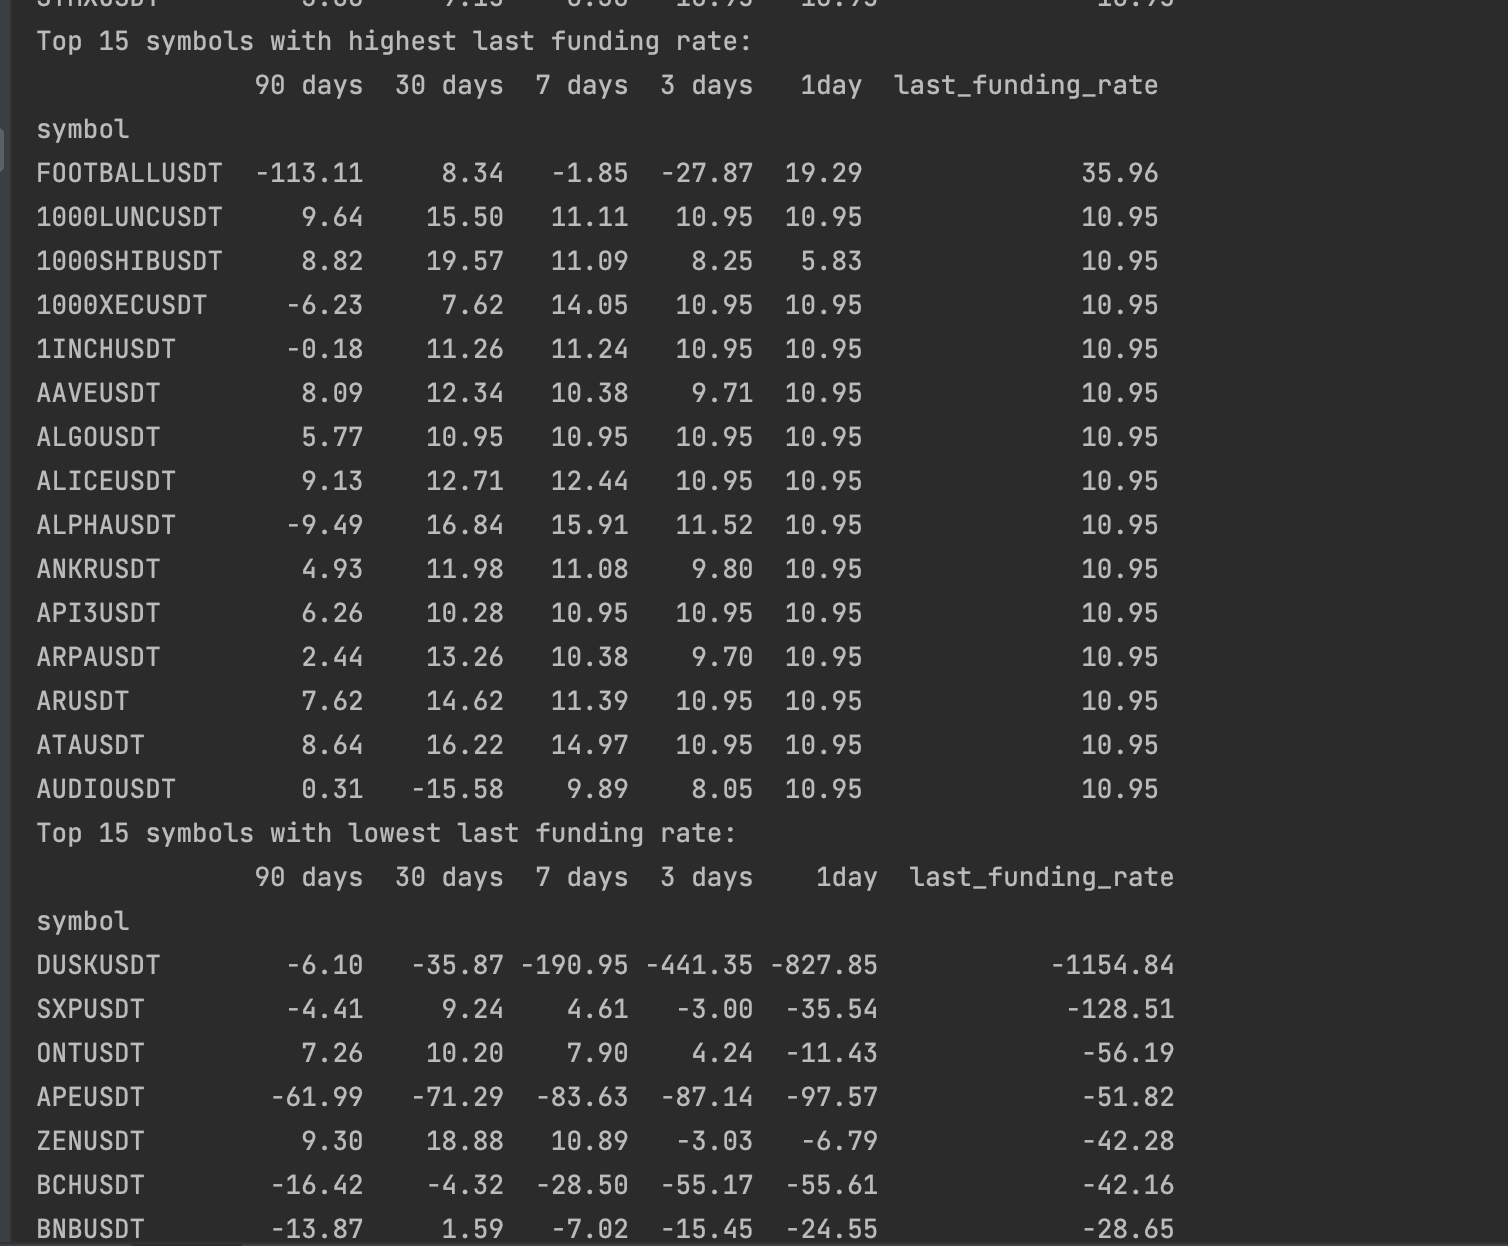 Top 15 symbols with highest last funding rate:
90 days 30 days 7 days 3 days 1day last_funding_rate
symbol
FOOTBALLUSDT -113.11 8.34 -1.85 -27.87 19.29 35.96
1000LUNCUSDT 9.64 15.50 11.11 10.95 10.95 10.95
1000SHIBUSDT 8.82 19.57 11.09 8.25 5.83 10.95
1000XECUSDT -6.23 7.62 14.05 10.95 10.95 10.95
1INCHUSDT -0.18 11.26 11.24 10.95 10.95 10.95
AAVEUSDT 8.09 12.34 10.38 9.71 10.95 10.95
ALGOUSDT 5.77 10.95 10.95 10.95 10.95 10.95
ALICEUSDT 9.13 12.71 12.44 10.95 10.95 10.95
ALPHAUSDT -9.49 16.84 15.91 11.52 10.95 10.95
ANKRUSDT 4.93 11.98 11.08 9.80 10.95 10.95
API3USDT 6.26 10.28 10.95 10.95 10.95 10.95
ARPAUSDT 2.44 13.26 10.38 9.70 10.95 10.95
ARUSDT 7.62 14.62 11.39 10.95 10.95 10.95
ATAUSDT 8.64 16.22 14.97 10.95 10.95 10.95
AUDIOUSDT 0.31 -15.58 9.89 8.05 10.95 10.95
Top 15 symbols with lowest last funding rate:
90 days 30 days 7 days 3 days 1day last_funding_rate
symbol
DUSKUSDT -6.10 -35.87 -190.95 -441.35 -827.85 -1154.84
SXPUSDT -4.41 9.24 4.61 -3.00 -35.54 -128.51
ONTUSDT 7.26 10.20 7.90 4.24 -11.43 -56.19
APEUSDT -61.99 -71.29 -83.63 -87.14 -97.57 -51.82
ZENUSDT 9.30 18.88 10.89 -3.03 -6.79 -42.28
BCHUSDT -16.42 -4.32 -28.50 -55.17 -55.61 -42.16
BNBUSDT -13.87 1.59 -7.02 -15.45 -24.55 -28.65